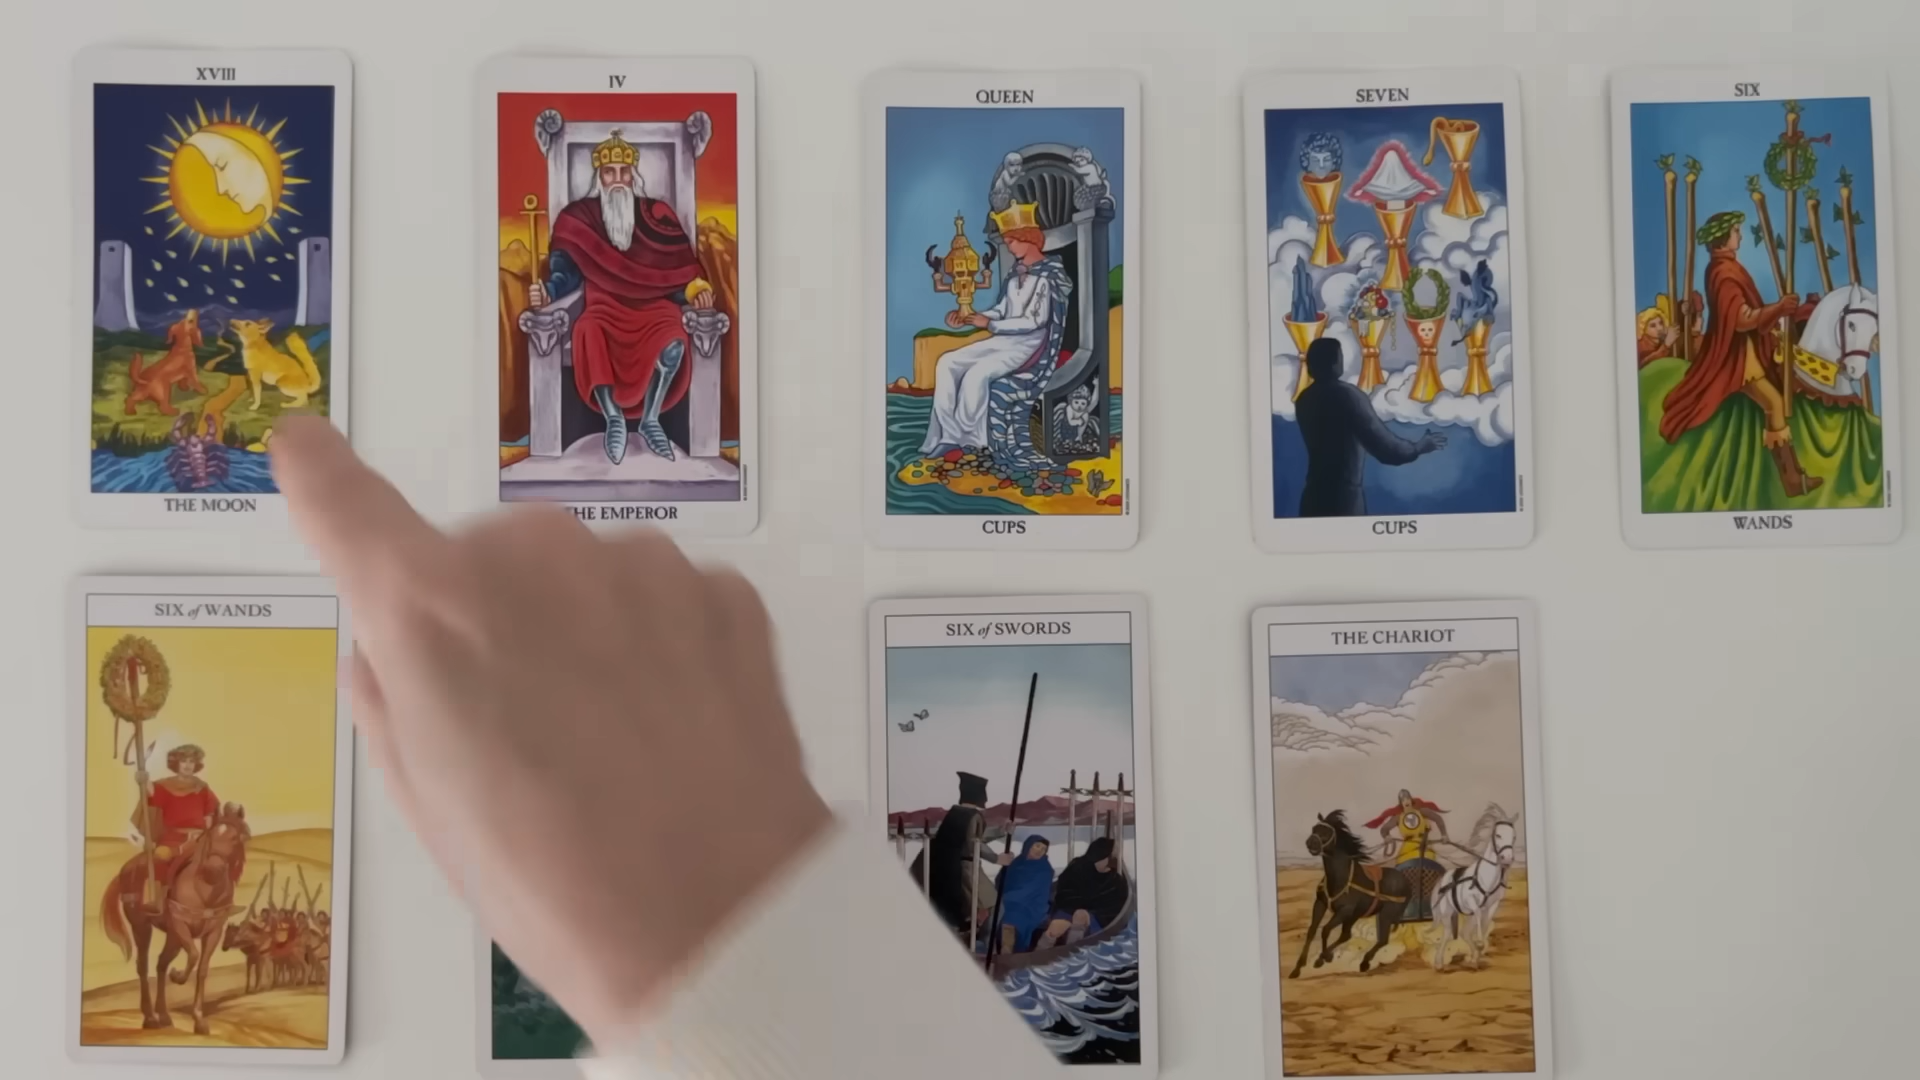 XVIII
THE MOON
IV
THE EMPEROR
QUEEN
CUPS
SEVEN
CUPS
SIX
WANDS
SIX of WANDS
SIX of SWORDS
THE CHARIOT